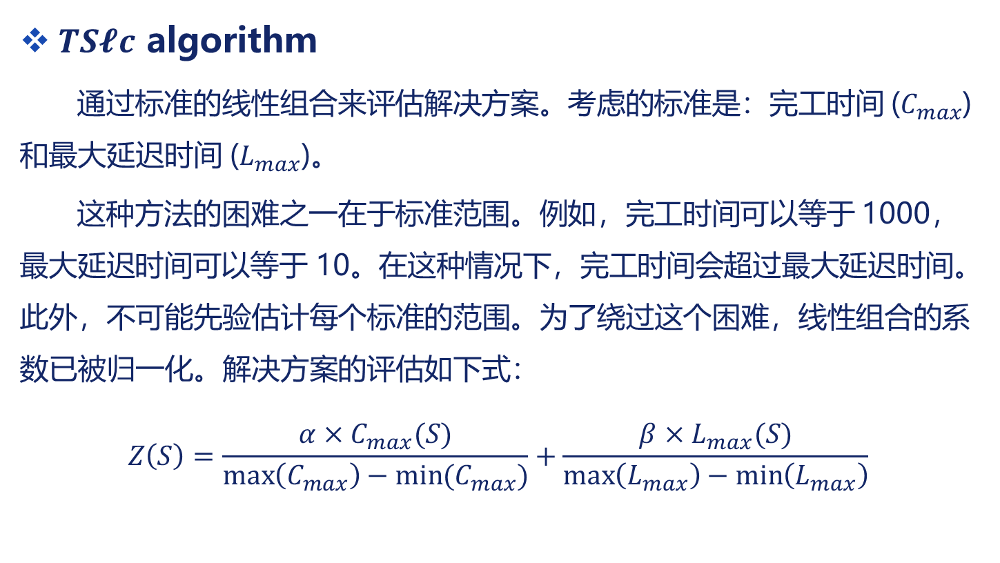 ❖ TSℓc algorithm
通过标准的线性组合来评估解决方案。考虑的标准是：完工时间 (C_{max})
和最大延迟时间 (L_{max})。
这种方法的困难之一在于标准范围。例如，完工时间可以等于 1000，
最大延迟时间可以等于 10。在这种情况下，完工时间会超过最大延迟时间。
此外，不可能先验估计每个标准的范围。为了绕过这个困难，线性组合的系
数已被归一化。解决方案的评估如下式：
Z(S) = \frac{α × C_{max}(S)}{max(C_{max}) − min(C_{max})} + \frac{β × L_{max}(S)}{max(L_{max}) − min(L_{max})}